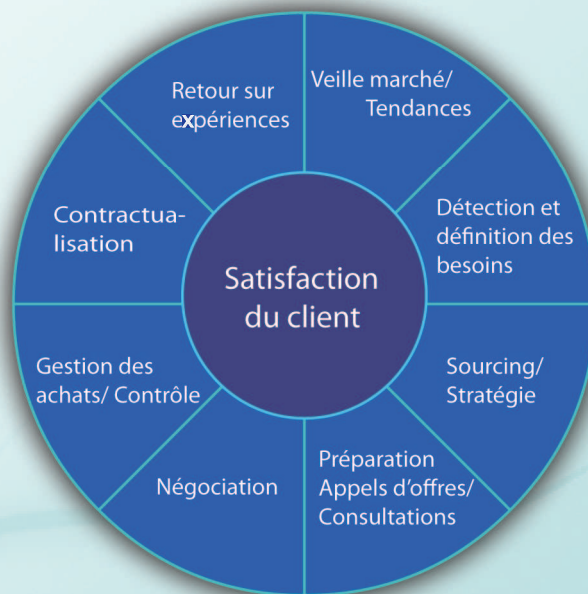 Veille marché/
Tendances
Détection et
définition des
besoins
Sourcing/
Stratégie
Préparation
Appels d’offres/
Consultations
Négociation
Gestion des
achats/ Contrôle
Contractua-
lisation
Retour sur
expériences
Satisfaction
du client